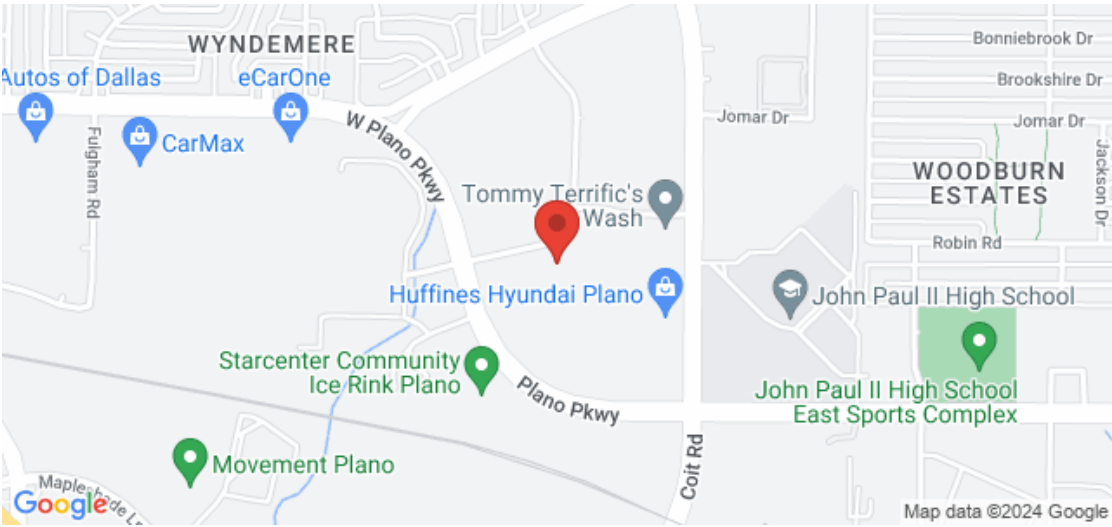 Bonniebrook Dr
WYNDEMERE
Autos of Dallas
eCarOne
Brookshire Dr
CarMax
Fulgham Rd
W Plano Pkwy
Jomar Dr
Jomar Dr
Jackson Dr
WOODBURN
ESTATES
Tommy Terrific's
Wash
Robin Rd
Huffines Hyundai Plano
John Paul II High School
Starcenter Community
Ice Rink Plano
Plano Pkwy
John Paul II High School
East Sports Complex
Coit Rd
Movement Plano
Mapleshade Ln
Google
Map data ©2024 Google